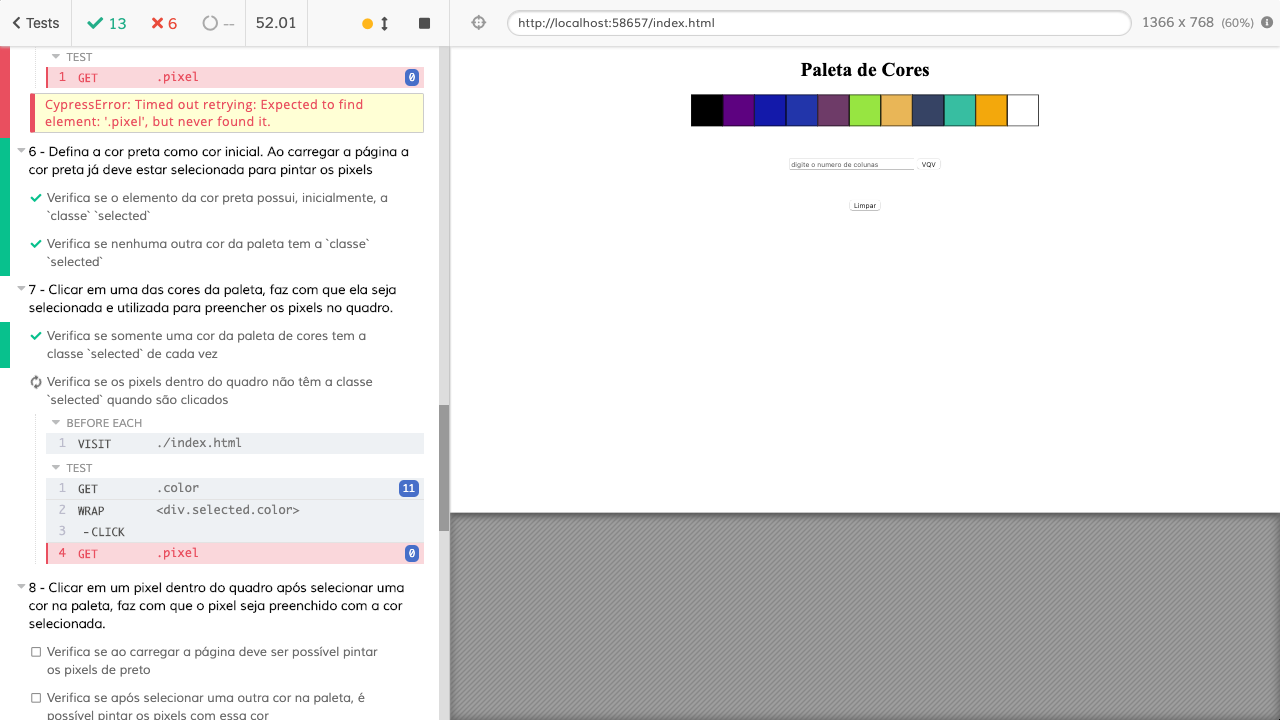 Tests
13
6
--
52.01
http://localhost:58657/index.html
1366 x 768 (60%)
TEST
1 GET .pixel 0
CypressError: Timed out retrying: Expected to find
element: '.pixel', but never found it.
6 - Defina a cor preta como cor inicial. Ao carregar a página a
cor preta já deve estar selecionada para pintar os pixels
Verifica se o elemento da cor preta possui, inicialmente, a
`classe` `selected`
Verifica se nenhuma outra cor da paleta tem a `classe`
`selected`
7 - Clicar em uma das cores da paleta, faz com que ela seja
selecionada e utilizada para preencher os pixels no quadro.
Verifica se somente uma cor da paleta de cores tem a
classe `selected` de cada vez
Verifica se os pixels dentro do quadro não têm a classe
`selected` quando são clicados
BEFORE EACH
1 VISIT ./index.html
TEST
1 GET .color 11
2 WRAP <div.selected.color>
3 -CLICK
4 GET .pixel 0
8 - Clicar em um pixel dentro do quadro após selecionar uma
cor na paleta, faz com que o pixel seja preenchido com a cor
selecionada.
Verifica se ao carregar a página deve ser possível pintar
os pixels de preto
Verifica se após selecionar uma outra cor na paleta, é
possível pintar os pixels com essa cor
Paleta de Cores
digite o numero de colunas
VQV
Limpar